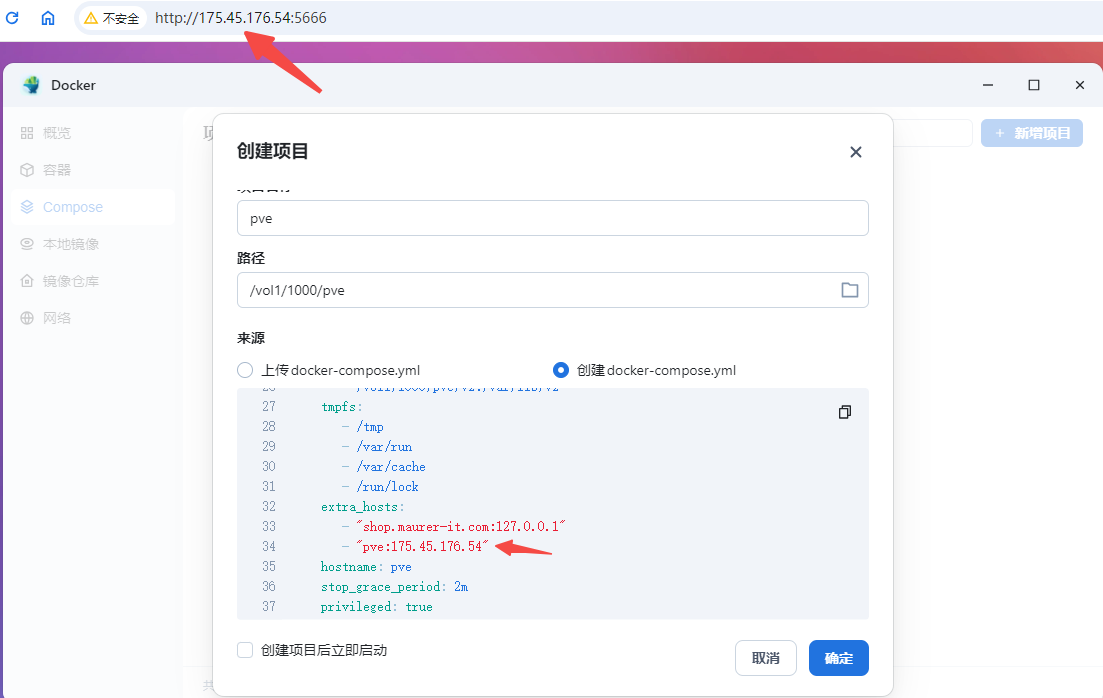 不安全 http://175.45.176.54:5666
Docker
概览
容器
Compose
本地镜像
镜像仓库
网络
新增项目
创建项目
pve
路径
/vol1/1000/pve
来源
上传docker-compose.yml
创建docker-compose.yml
27 tmpfs:
28 - /tmp
29 - /var/run
30 - /var/cache
31 - /run/lock
32 extra_hosts:
33 - "shop.maurer-it.com:127.0.0.1"
34 - "pve:175.45.176.54"
35 hostname: pve
36 stop_grace_period: 2m
37 privileged: true
创建项目后立即启动
取消
确定